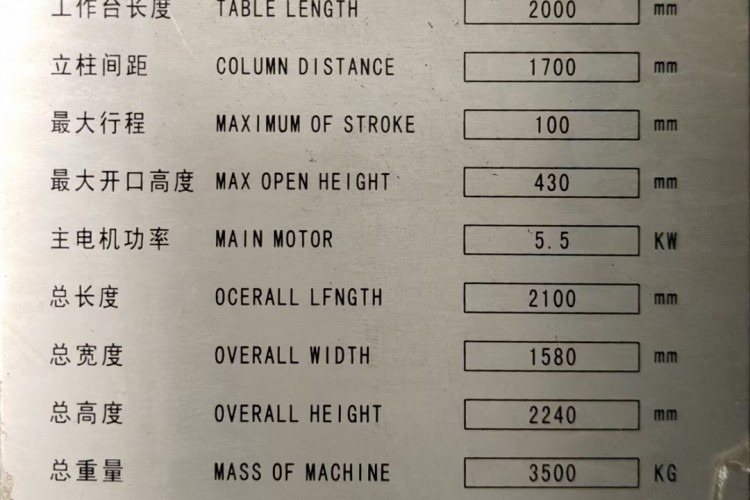 工作台长度 TABLE LENGTH 2000 mm
立柱间距 COLUMN DISTANCE 1700 mm
最大行程 MAXIMUM OF STROKE 100 mm
最大开口高度 MAX OPEN HEIGHT 430 mm
主电机功率 MAIN MOTOR 5.5 KW
总长度 OCERALL LFNGTH 2100 mm
总宽度 OVERALL WIDTH 1580 mm
总高度 OVERALL HEIGHT 2240 mm
总重量 MASS OF MACHINE 3500 KG